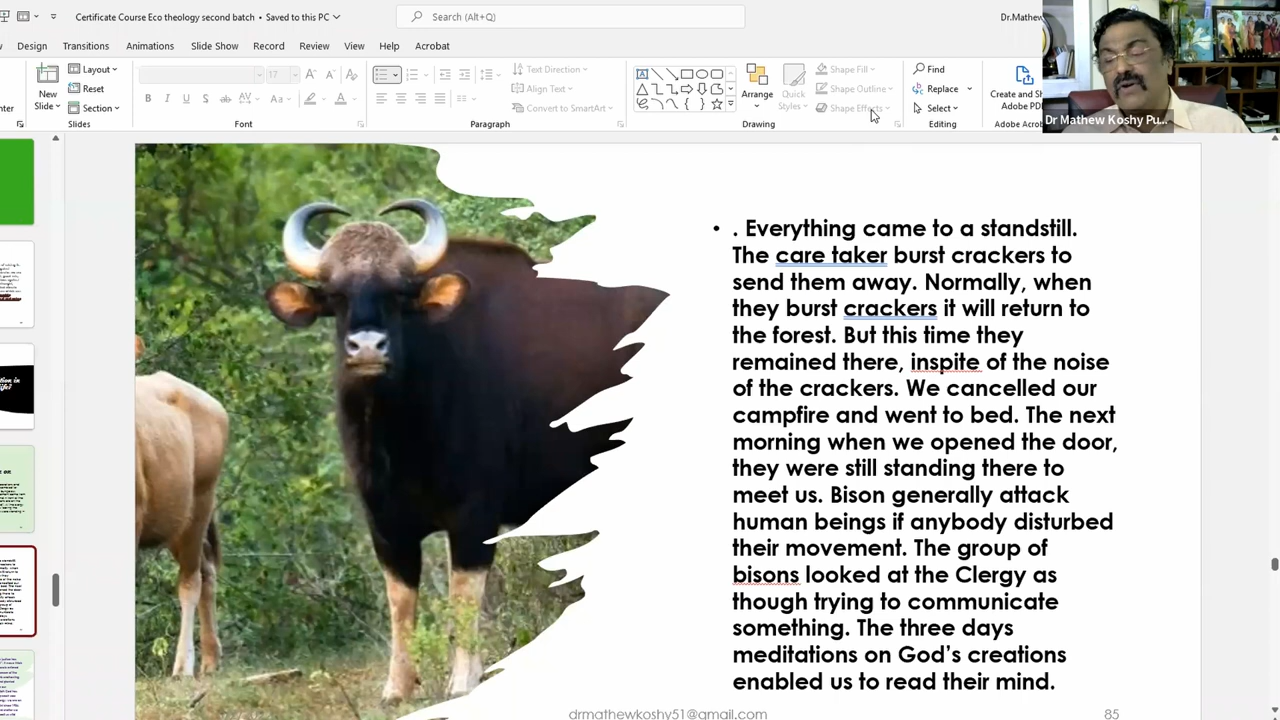 Certificate Course Eco theology second batch • Saved to this PC
Search (Alt+Q)
Dr.Mathew
Design Transitions Animations Slide Show Record Review View Help Acrobat
New Slide
Layout
Reset
Section
Slides
17
Font
Paragraph
Text Direction
Align Text
Convert to SmartArt
Arrange
Quick Styles
Shape Fill
Shape Outline
Shape Effects
Drawing
Find
Replace
Select
Editing
Create and Sh
Adobe PDF
Adobe Acro
Dr Mathew Koshy Pu...
• . Everything came to a standstill.
The care taker burst crackers to
send them away. Normally, when
they burst crackers it will return to
the forest. But this time they
remained there, inspite of the noise
of the crackers. We cancelled our
campfire and went to bed. The next
morning when we opened the door,
they were still standing there to
meet us. Bison generally attack
human beings if anybody disturbed
their movement. The group of
bisons looked at the Clergy as
though trying to communicate
something. The three days
meditations on God's creations
enabled us to read their mind.
drmathewkoshy51@gmail.com
85